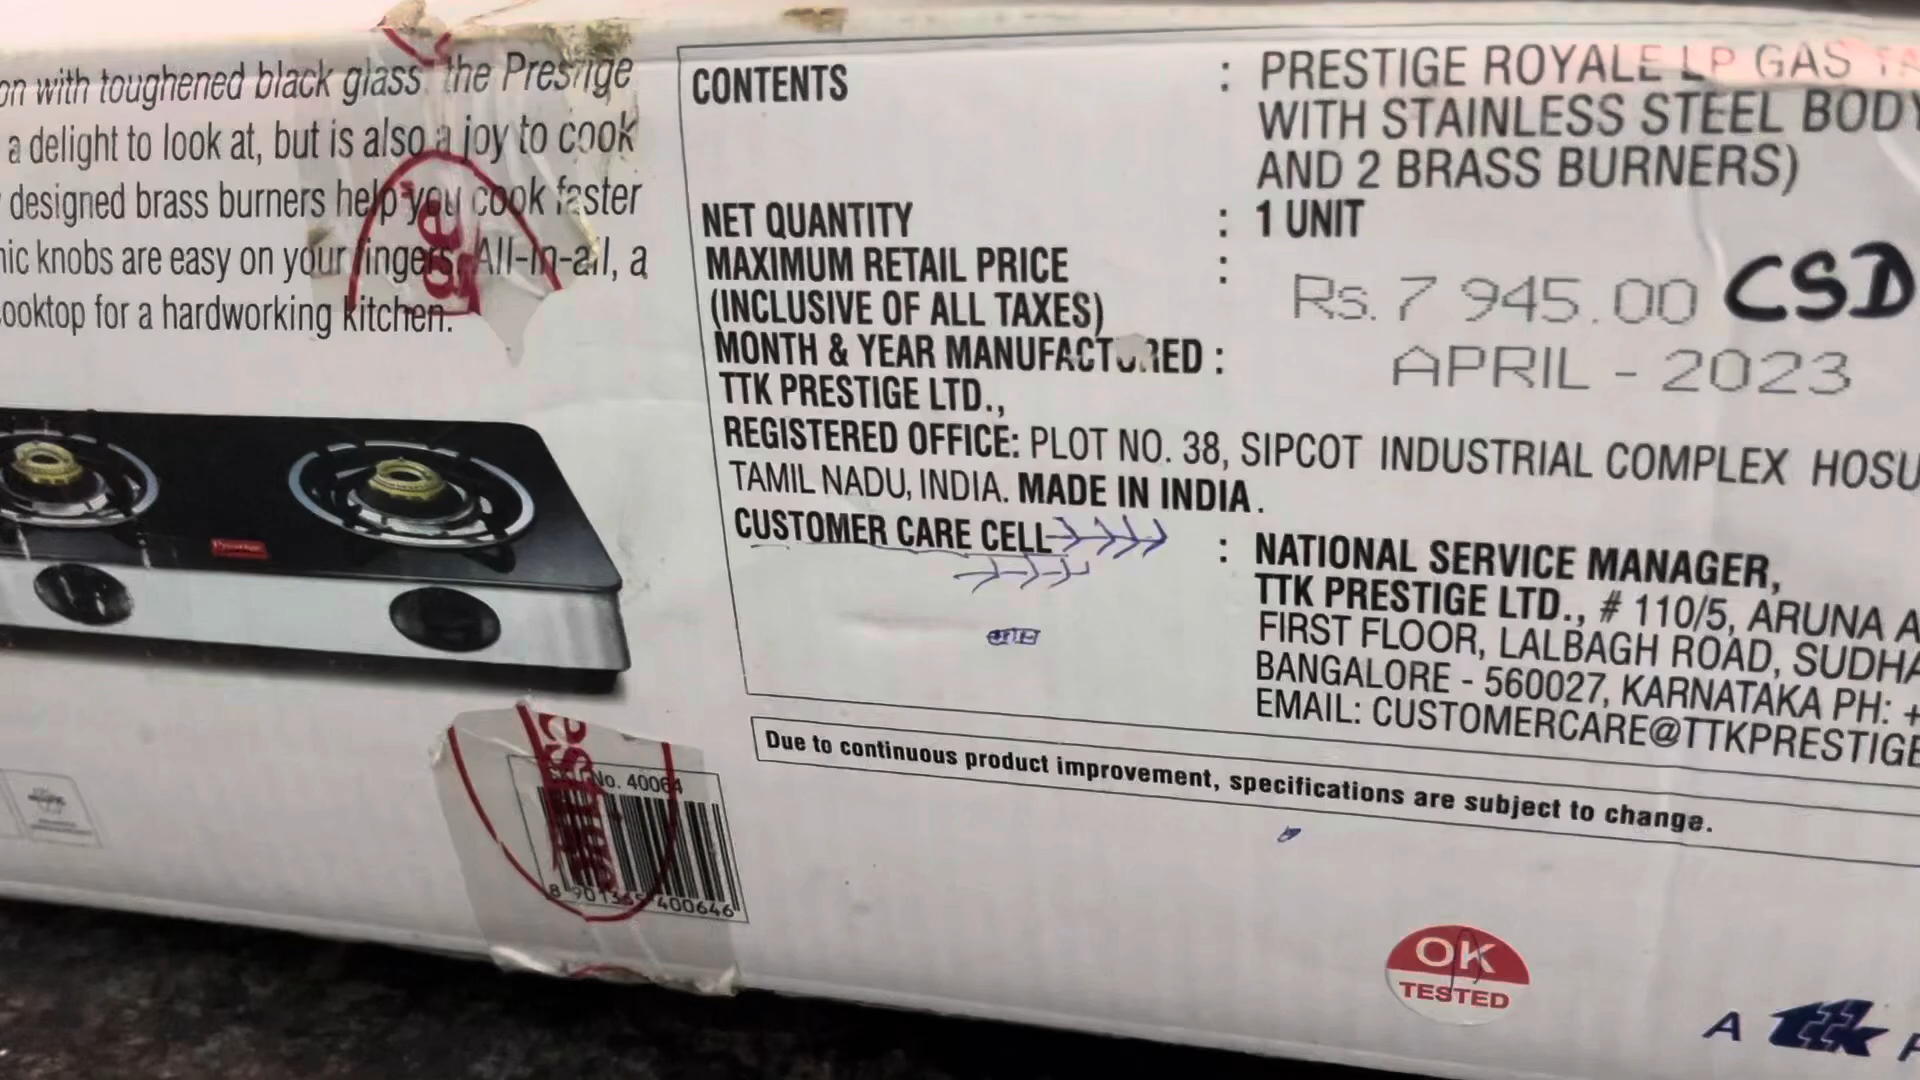 on with toughened black glass the Prestige
a delight to look at, but is also a joy to cook
designed brass burners help you cook faster
ic knobs are easy on your fingers. All-in-all, a
ooktop for a hardworking kitchen.
CONTENTS : PRESTIGE ROYALE LP GAS
WITH STAINLESS STEEL BODY
AND 2 BRASS BURNERS)
NET QUANTITY : 1 UNIT
MAXIMUM RETAIL PRICE :
(INCLUSIVE OF ALL TAXES) Rs. 7 945.00 CSD
MONTH & YEAR MANUFACTURED : APRIL - 2023
TTK PRESTIGE LTD.,
REGISTERED OFFICE: PLOT NO. 38, SIPCOT INDUSTRIAL COMPLEX HOSU
TAMIL NADU, INDIA. MADE IN INDIA.
CUSTOMER CARE CELL : NATIONAL SERVICE MANAGER,
TTK PRESTIGE LTD., # 110/5, ARUNA A
FIRST FLOOR, LALBAGH ROAD, SUDHA
BANGALORE - 560027, KARNATAKA PH: +
EMAIL: CUSTOMERCARE@TTKPRESTIGE
Due to continuous product improvement, specifications are subject to change.
Prestige
No. 40064
8 901365 400646
OK
TESTED
A ttk P